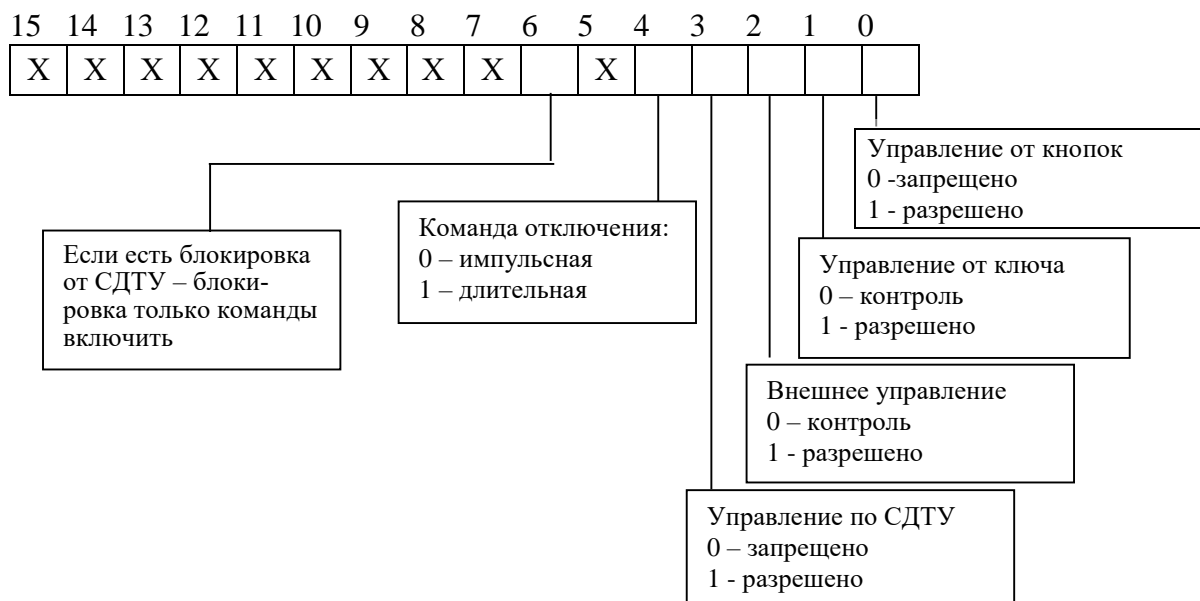 15 14 13 12 11 10 9 8 7 6 5 4 3 2 1 0
X X X X X X X X X X
Управление от кнопок
0 -запрещено
1 - разрешено
Если есть блокировка
от СДТУ – блоки-
ровка только команды
включить
Команда отключения:
0 – импульсная
1 – длительная
Управление от ключа
0 – контроль
1 - разрешено
Внешнее управление
0 – контроль
1 - разрешено
Управление по СДТУ
0 – запрещено
1 - разрешено